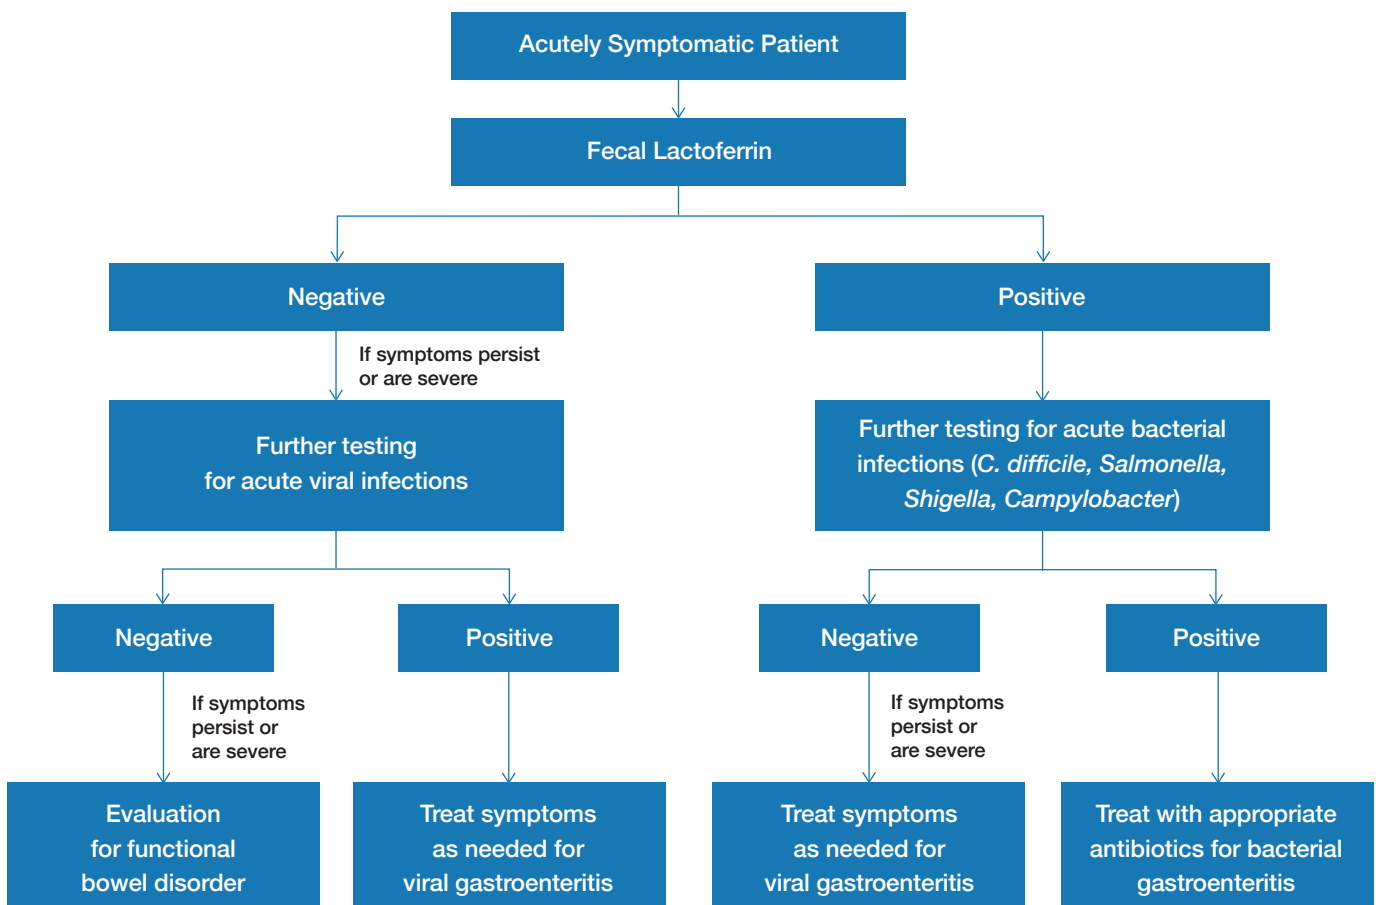 Acutely Symptomatic Patient
Fecal Lactoferrin
Negative
Positive
If symptoms persist
or are severe
Further testing
for acute viral infections
Further testing for acute bacterial
infections (C. difficile, Salmonella,
Shigella, Campylobacter)
Negative
Positive
Negative
Positive
If symptoms
persist or
are severe
If symptoms
persist or
are severe
Evaluation
for functional
bowel disorder
Treat symptoms
as needed for
viral gastroenteritis
Treat symptoms
as needed for
viral gastroenteritis
Treat with appropriate
antibiotics for bacterial
gastroenteritis